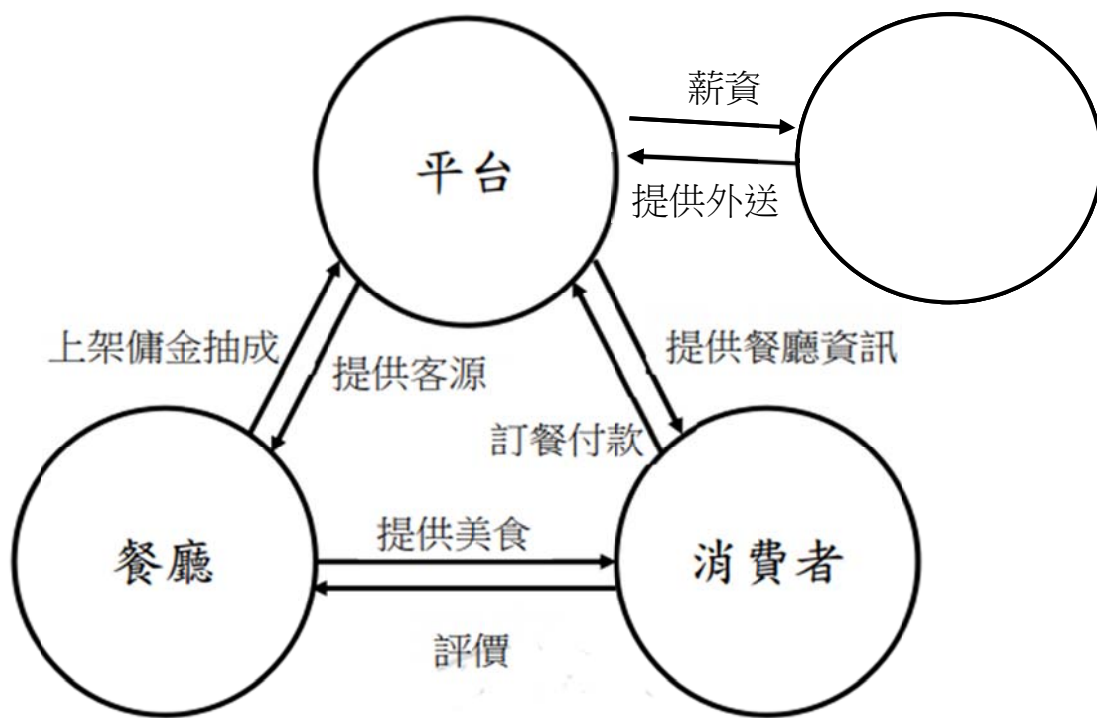 薪資
平台
提供外送
上架傭金抽成
提供客源
提供餐廳資訊
訂餐付款
餐廳
提供美食
消費者
評價